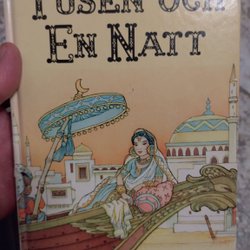 TUSEN OCH
EN NATT